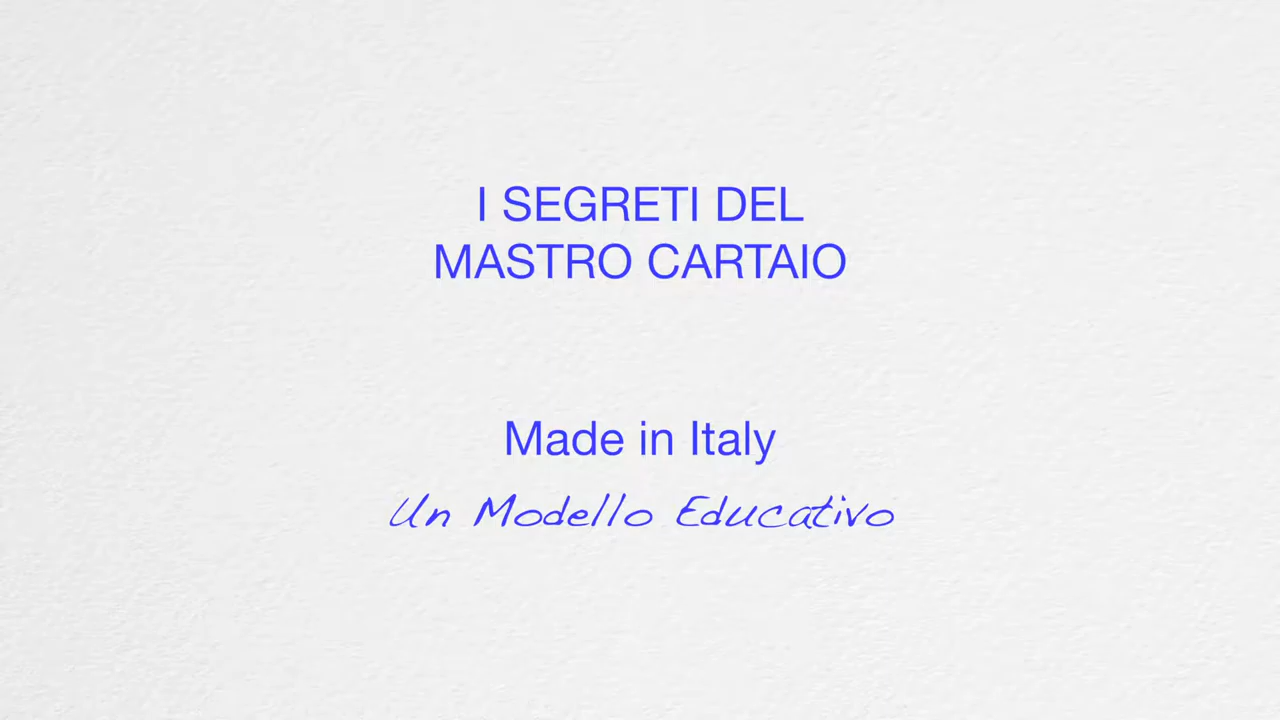 I SEGRETI DEL
MASTRO CARTAIO
Made in Italy
Un Modello Educativo